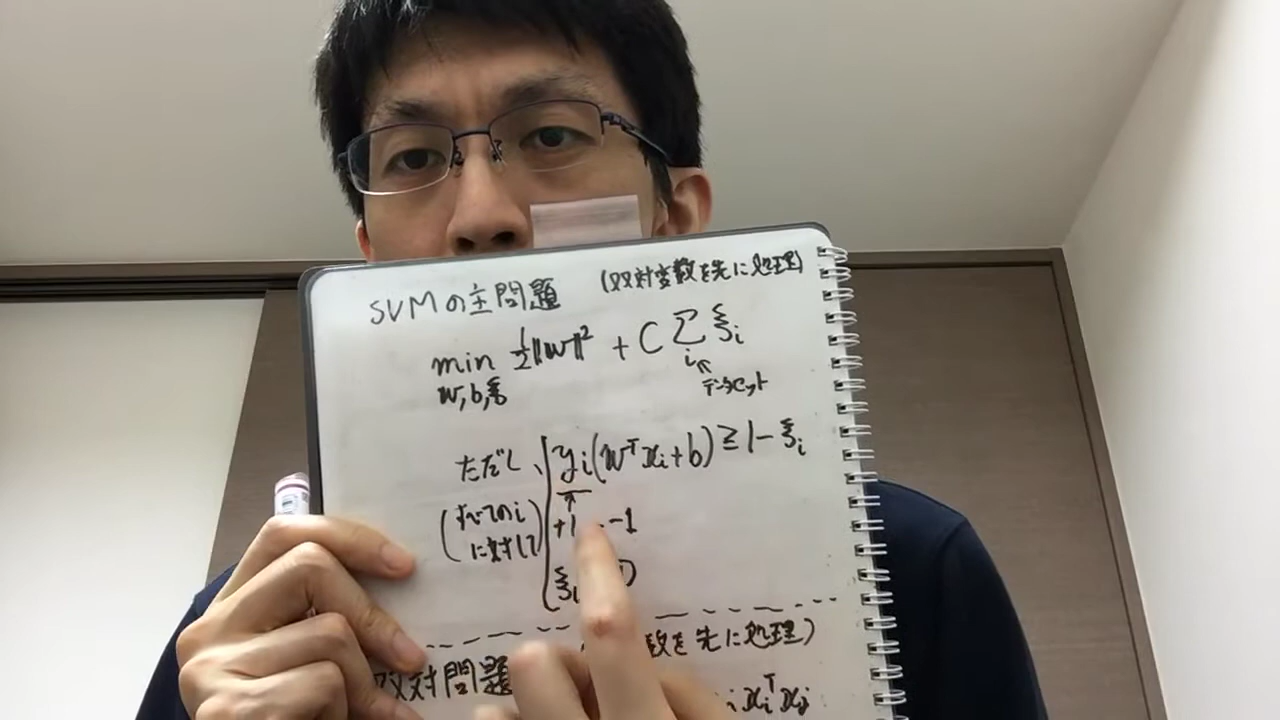 SVMの主問題 (双対変数を先に処理)
min 1/2||w||² + C Σ ξi
w,b,ξ i
データセット
ただし、 yi(wᵀxi+b) ≧ 1-ξi
(すべてのi +1 -1
に対して)
ξi
双対問題 数を先に処理)
i xiᵀxj